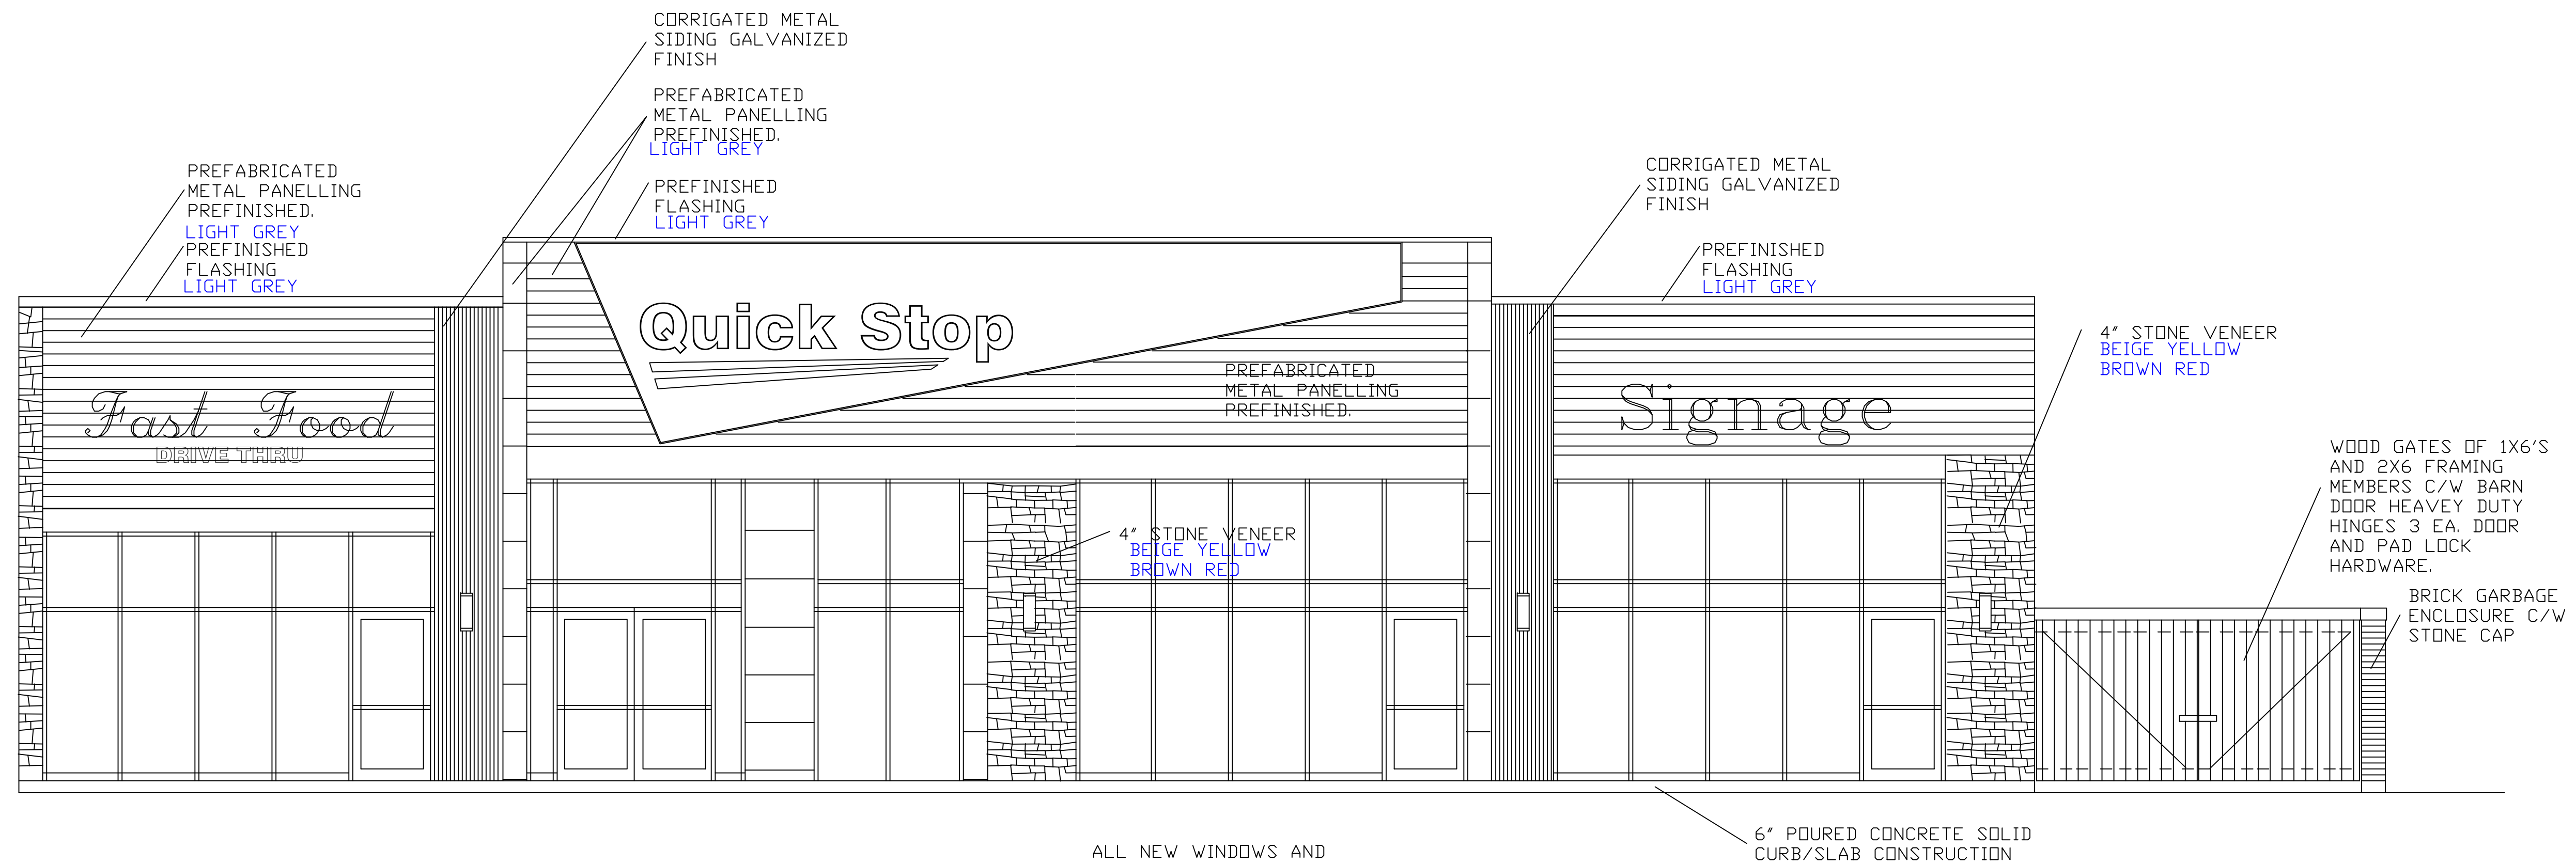 CORRIGATED METAL
SIDING GALVANIZED
FINISH
PREFABRICATED
METAL PANELLING
PREFINISHED.
LIGHT GREY
PREFINISHED
FLASHING
LIGHT GREY
PREFABRICATED
METAL PANELLING
PREFINISHED.
LIGHT GREY
PREFINISHED
FLASHING
LIGHT GREY
CORRIGATED METAL
SIDING GALVANIZED
FINISH
PREFINISHED
FLASHING
LIGHT GREY
4" STONE VENEER
BEIGE YELLOW
BROWN RED
Quick Stop
PREFABRICATED
METAL PANELLING
PREFINISHED.
Fast Food
DRIVE THRU
Signage
WOOD GATES OF 1X6'S
AND 2X6 FRAMING
MEMBERS C/W BARN
DOOR HEAVEY DUTY
HINGES 3 EA. DOOR
AND PAD LOCK
HARDWARE.
4" STONE VENEER
BEIGE YELLOW
BROWN RED
BRICK GARBAGE
ENCLOSURE C/W
STONE CAP
6" POURED CONCRETE SOLID
CURB/SLAB CONSTRUCTION
ALL NEW WINDOWS AND